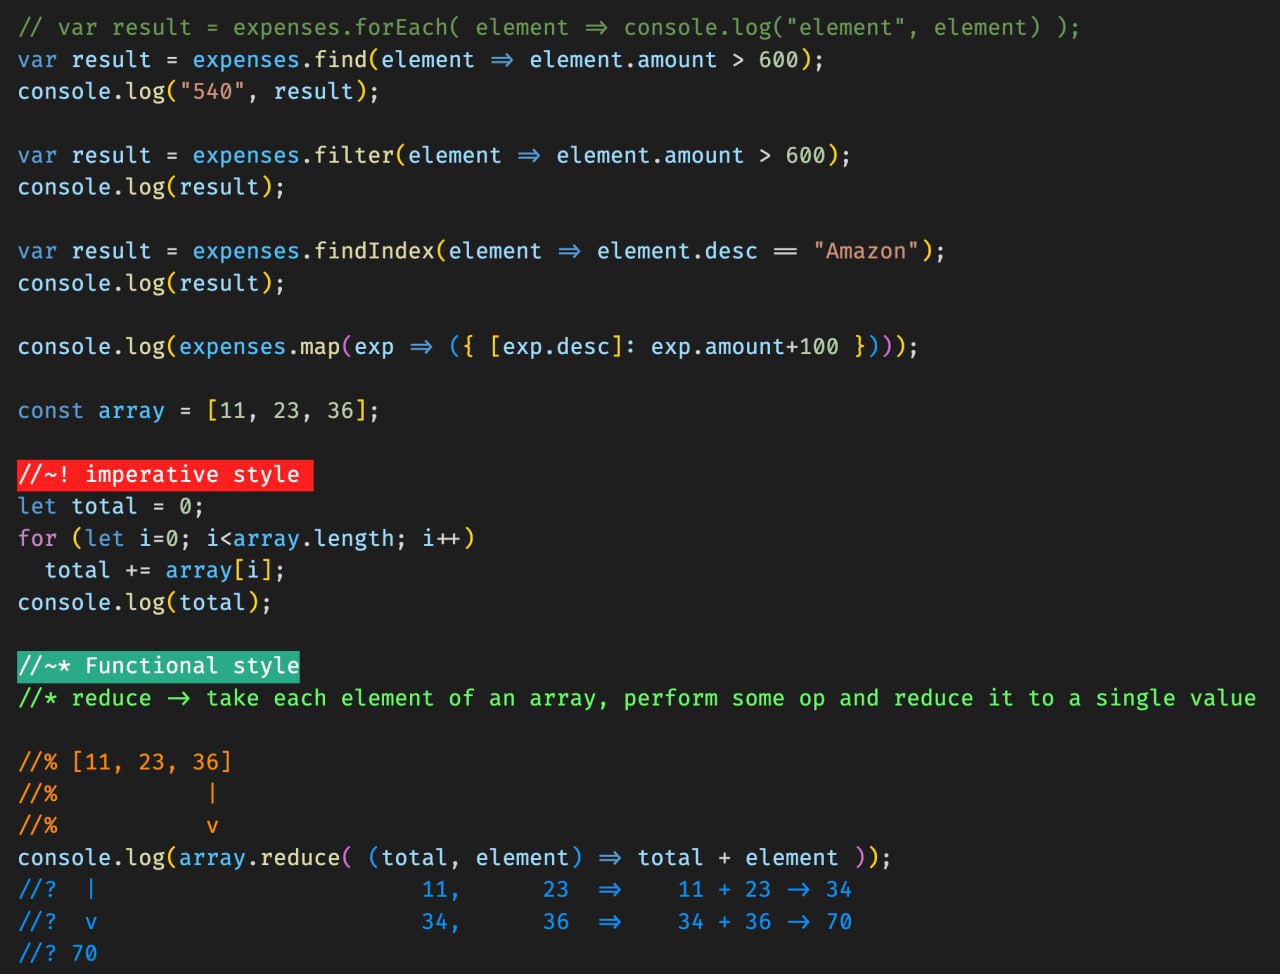 // var result = expenses.forEach( element => console.log("element", element) );
var result = expenses.find(element => element.amount > 600);
console.log("540", result);

var result = expenses.filter(element => element.amount > 600);
console.log(result);

var result = expenses.findIndex(element => element.desc == "Amazon");
console.log(result);

console.log(expenses.map(exp => ({ [exp.desc]: exp.amount+100 })));

const array = [11, 23, 36];

//~! imperative style
let total = 0;
for (let i=0; i<array.length; i++)
  total += array[i];
console.log(total);

//~* Functional style
//* reduce -> take each element of an array, perform some op and reduce it to a single value

//% [11, 23, 36]
//%           |
//%           v
console.log(array.reduce( (total, element) => total + element ));
//?  |                        11,      23  =>    11 + 23 -> 34
//?  v                        34,      36  =>    34 + 36 -> 70
//? 70